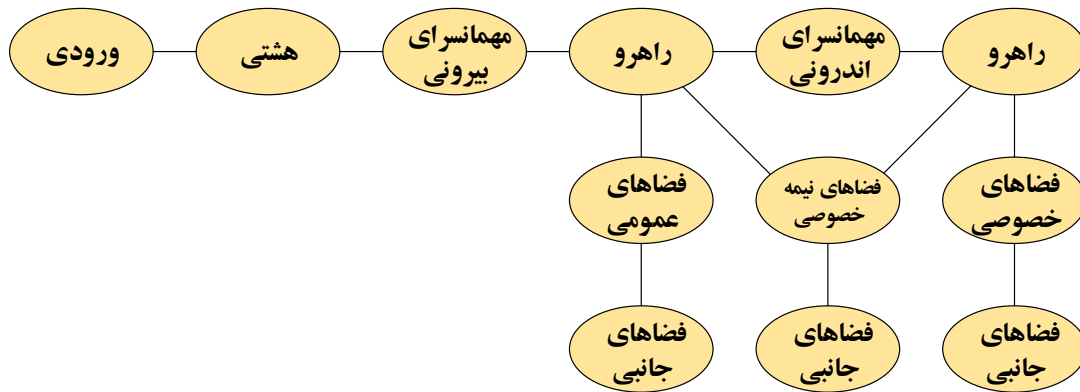 ورودی
هشتی
مهمانسرای
بیرونی
راهرو
مهمانسرای
اندرونی
راهرو
فضاهای
عمومی
فضاهای نیمه
خصوصی
فضاهای
خصوصی
فضاهای
جانبی
فضاهای
جانبی
فضاهای
جانبی